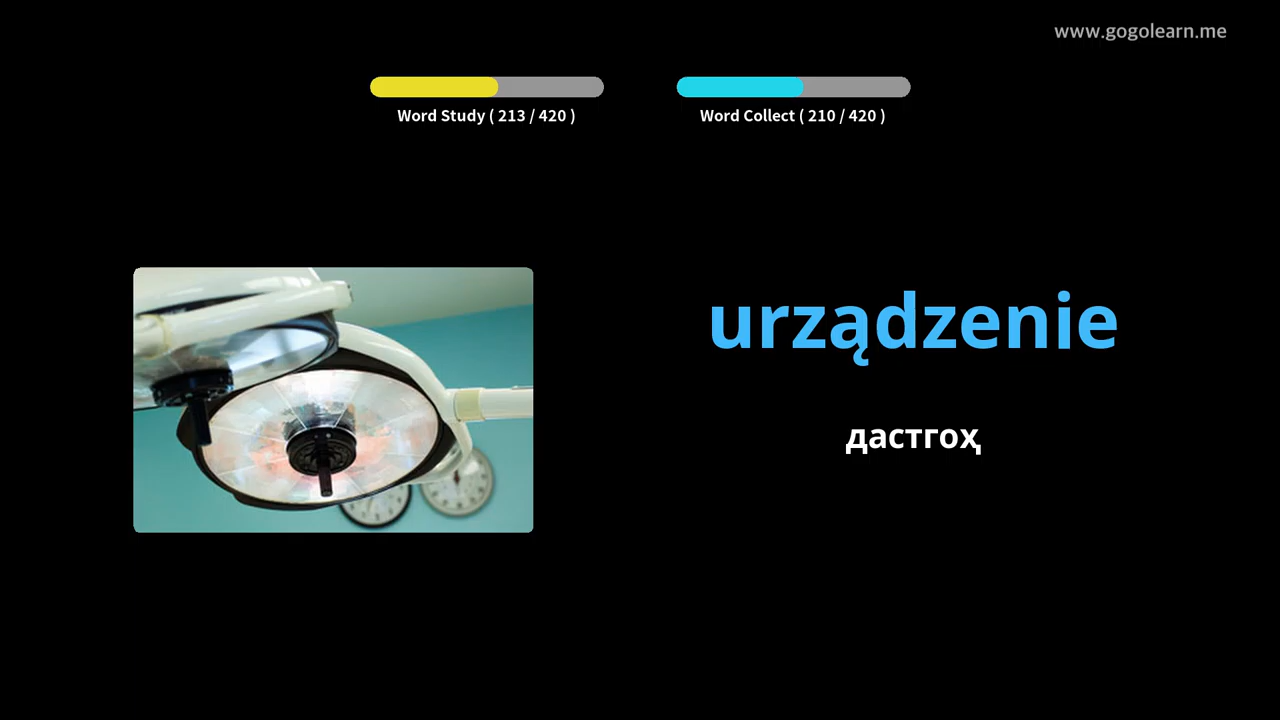 www.gogolearn.me
Word Study ( 213 / 420 )
Word Collect ( 210 / 420 )
urządzenie
дастгоҳ